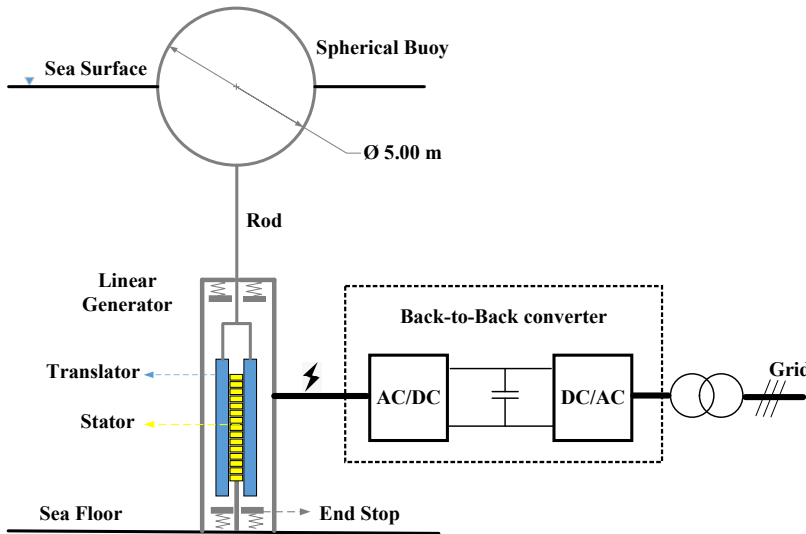 Spherical Buoy
Sea Surface
Ø 5.00 m
Rod
Linear
Generator
Back-to-Back converter
Translator
Grid
AC/DC
DC/AC
Stator
Sea Floor
End Stop